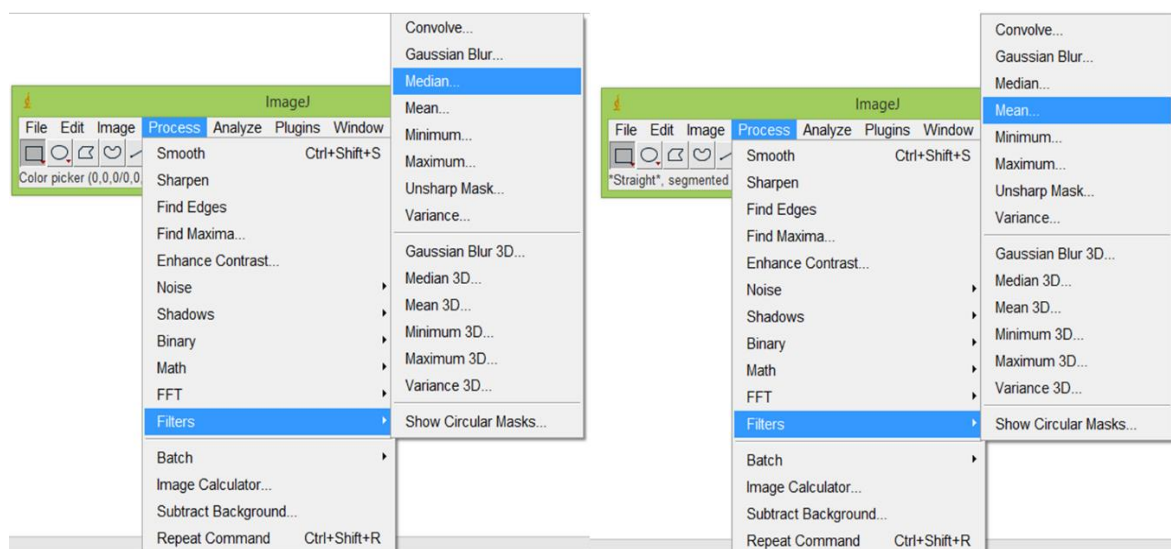 ImageJ
File Edit Image Process Analyze Plugins Window
Color picker (0,0,0/0,0,
Smooth Ctrl+Shift+S
Sharpen
Find Edges
Find Maxima...
Enhance Contrast...
Noise
Shadows
Binary
Math
FFT
Filters
Batch
Image Calculator...
Subtract Background...
Repeat Command Ctrl+Shift+R
Convolve...
Gaussian Blur...
Median...
Mean...
Minimum...
Maximum...
Unsharp Mask...
Variance...
Gaussian Blur 3D...
Median 3D...
Mean 3D...
Minimum 3D...
Maximum 3D...
Variance 3D...
Show Circular Masks...
ImageJ
File Edit Image Process Analyze Plugins Window
*Straight*, segmented
Smooth Ctrl+Shift+S
Sharpen
Find Edges
Find Maxima...
Enhance Contrast...
Noise
Shadows
Binary
Math
FFT
Filters
Batch
Image Calculator...
Subtract Background...
Repeat Command Ctrl+Shift+R
Convolve...
Gaussian Blur...
Median...
Mean...
Minimum...
Maximum...
Unsharp Mask...
Variance...
Gaussian Blur 3D...
Median 3D...
Mean 3D...
Minimum 3D...
Maximum 3D...
Variance 3D...
Show Circular Masks...